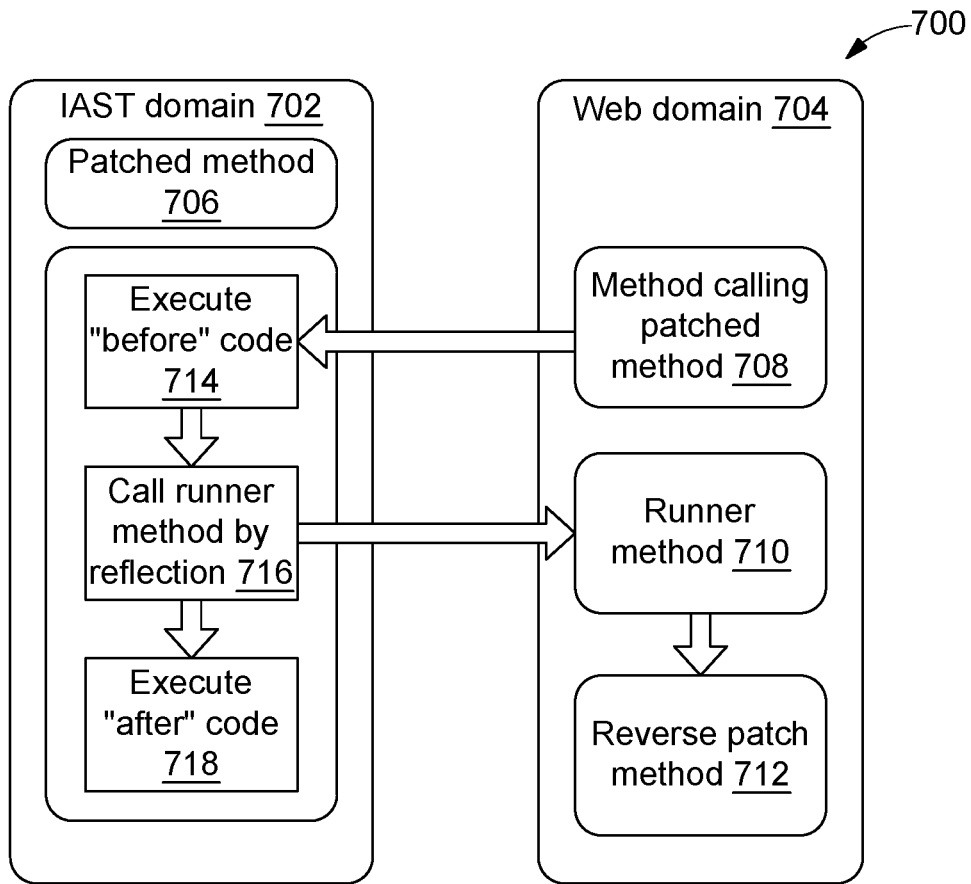 700
IAST domain 702
Patched method
706
Execute
"before" code
714
Call runner
method by
reflection 716
Execute
"after" code
718
Web domain 704
Method calling
patched
method 708
Runner
method 710
Reverse patch
method 712